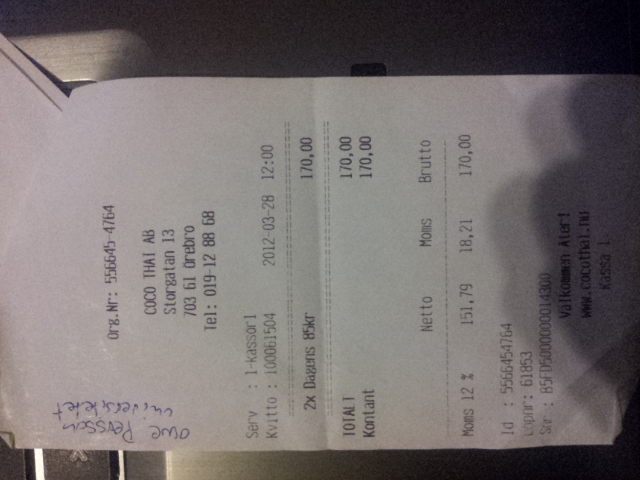 owe Persson
universitetet
Org.Nr: 556645-4764
COCO THAI AB
Storgatan 13
703 61 Örebro
Tel: 019-12 88 68
Serv : 1-kassor1
Kvitto : 100061504 2012-03-28 12:00
2x Dagens 85kr 170,00
TOTALT 170,00
Kontant 170,00
Netto Moms Brutto
Moms 12 % 151,79 18,21 170,00
Id : 5566454764
Löpnr: 61853
Snr :
Välkommen Åter!
www.cocothai.nu
Kassa 1